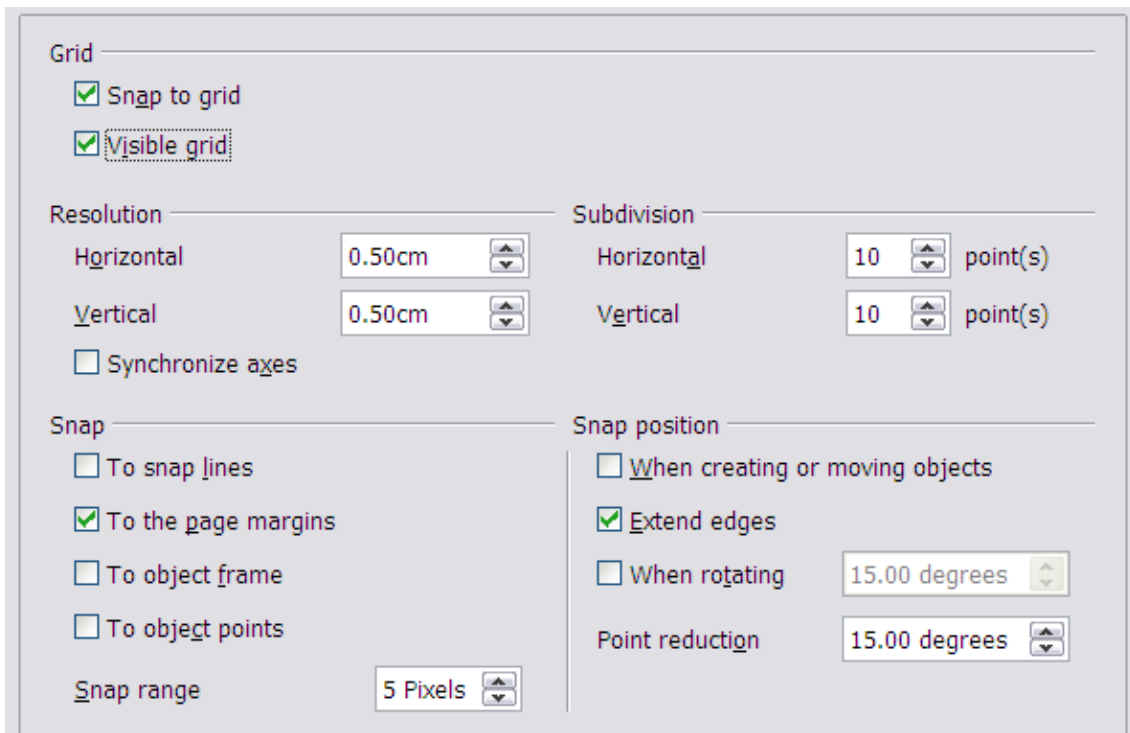 Grid
Snap to grid
Visible grid
Resolution
Horizontal 0.50cm
Vertical 0.50cm
Synchronize axes
Subdivision
Horizontal 10 point(s)
Vertical 10 point(s)
Snap
To snap lines
To the page margins
To object frame
To object points
Snap range 5 Pixels
Snap position
When creating or moving objects
Extend edges
When rotating 15.00 degrees
Point reduction 15.00 degrees